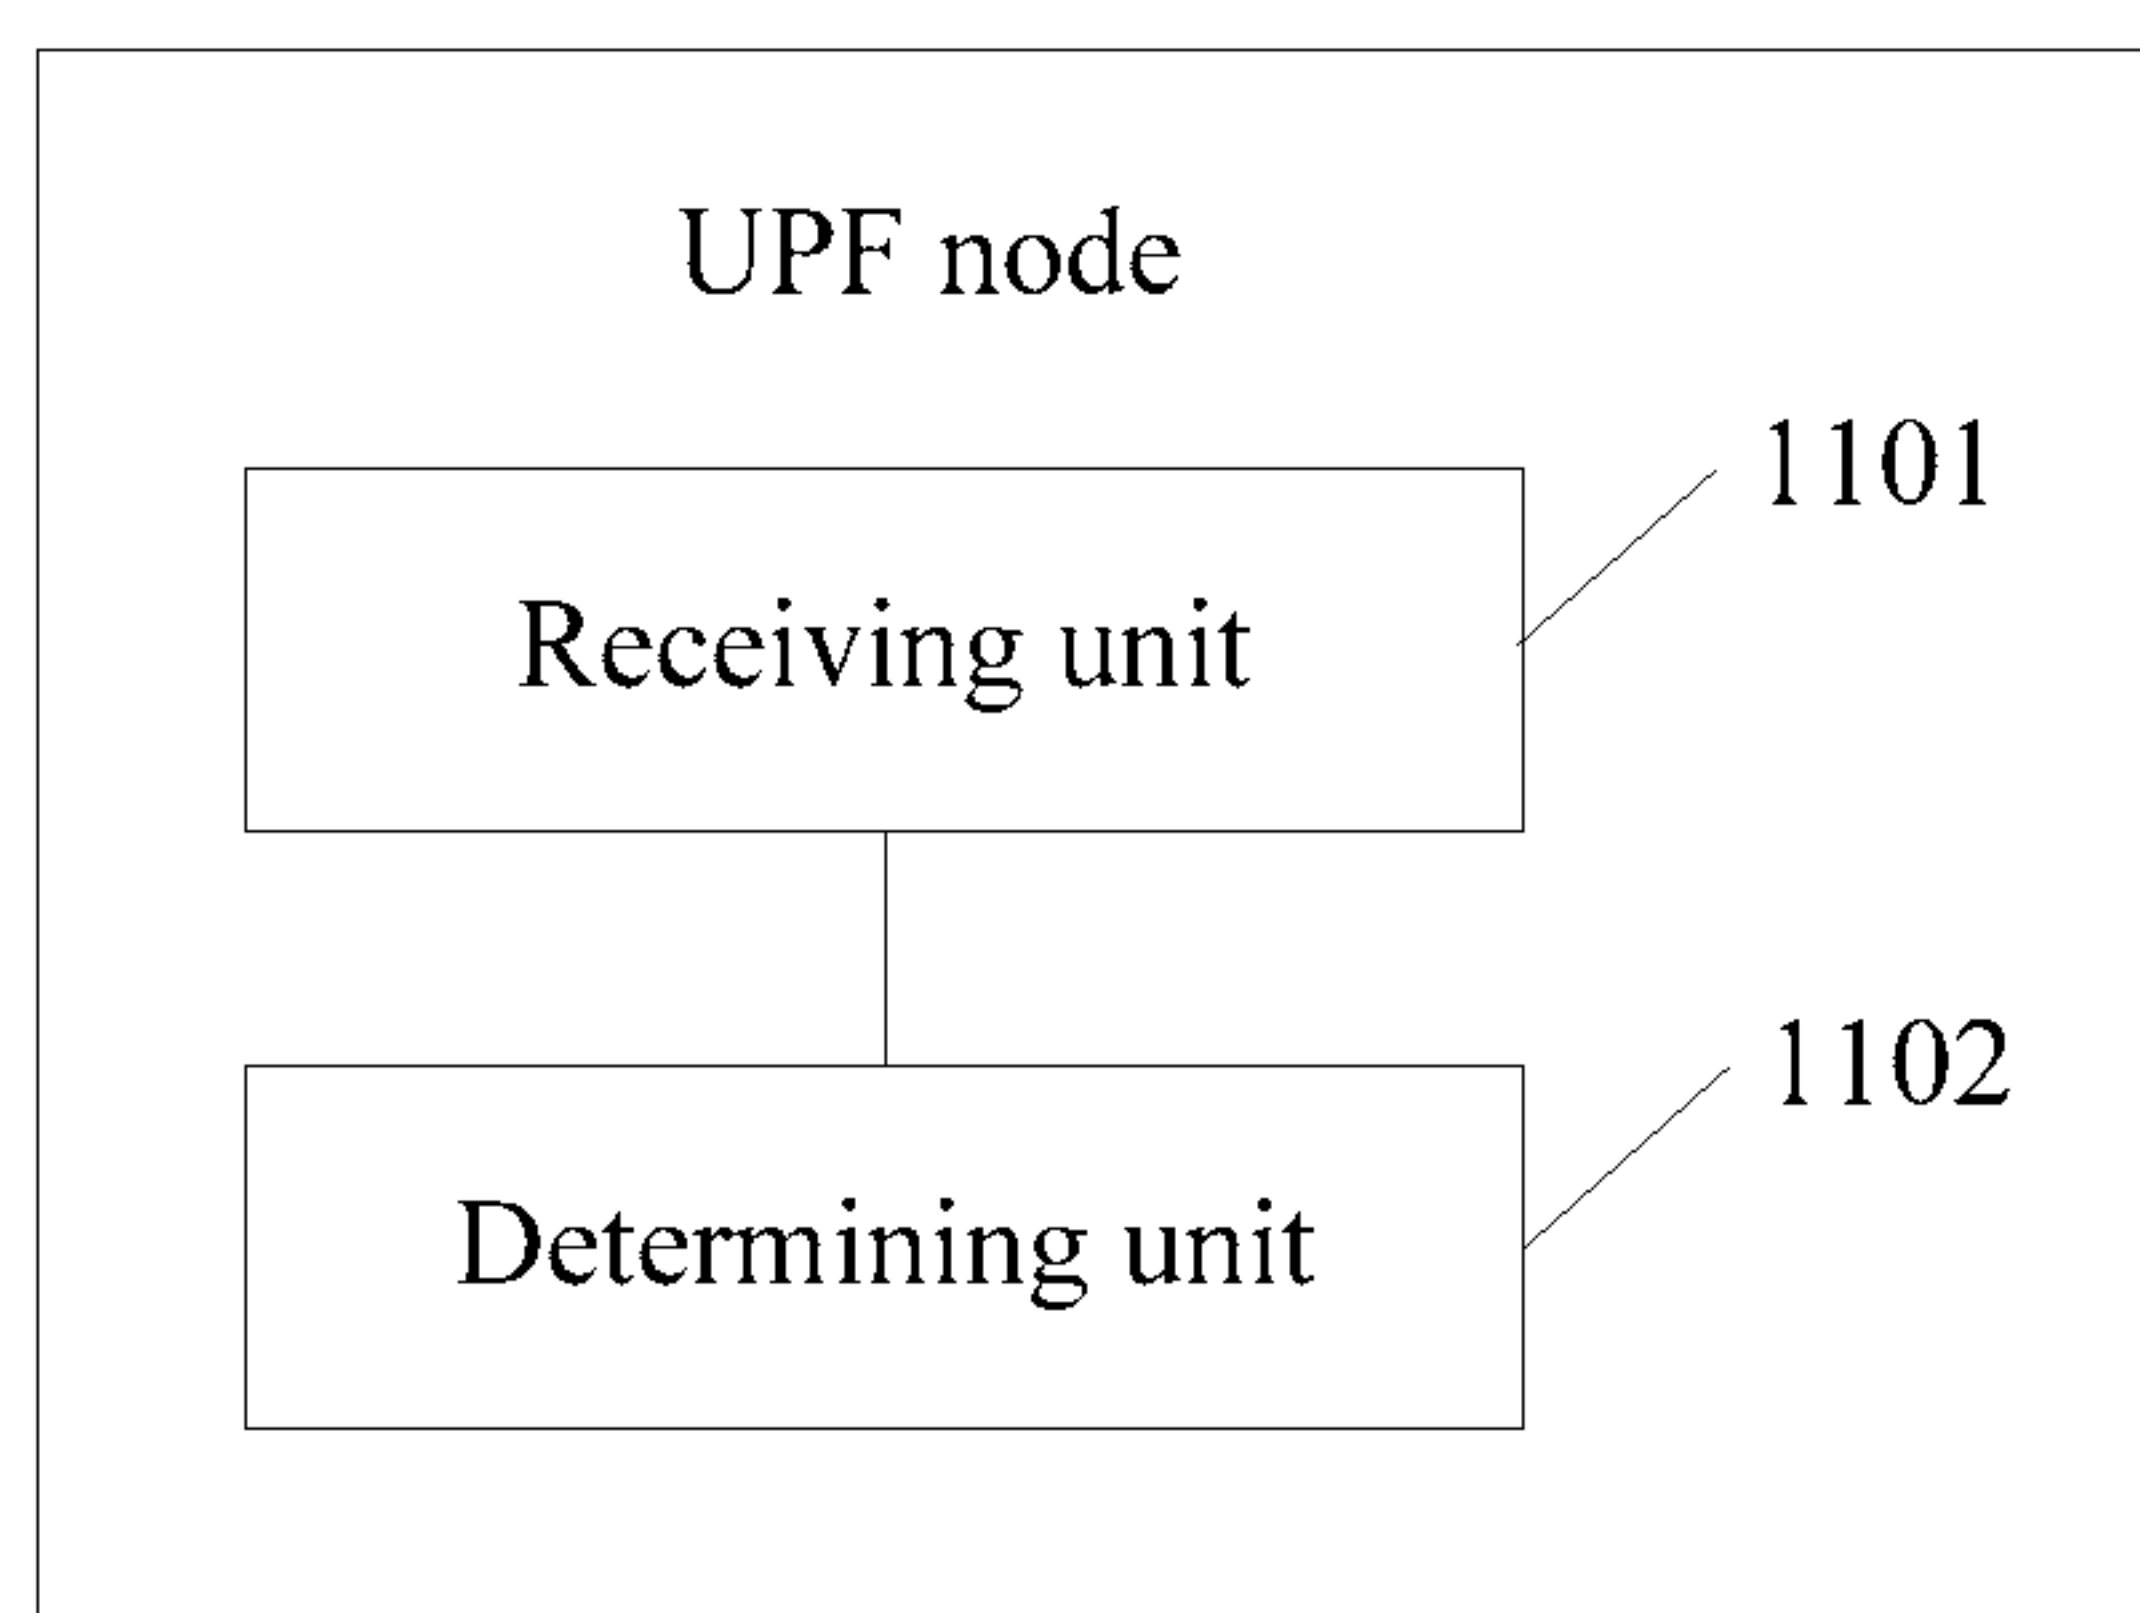 UPF node
1101
Receiving unit
1102
Determining unit